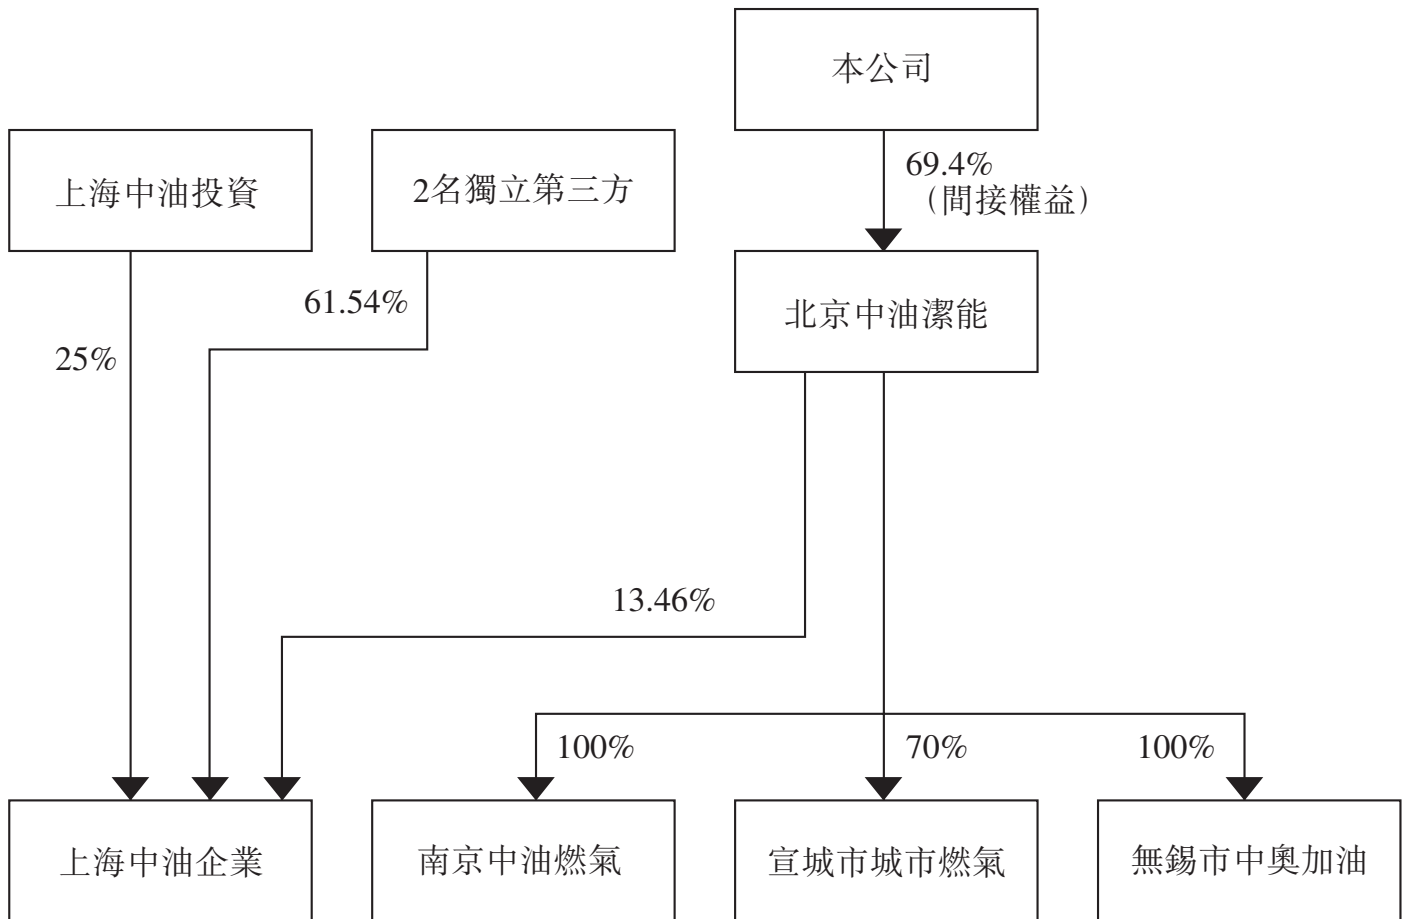 本公司
上海中油投資
2名獨立第三方
69.4%
（間接權益）
61.54%
北京中油潔能
25%
13.46%
100%
70%
100%
上海中油企業
南京中油燃氣
宣城市城市燃氣
無錫市中奧加油